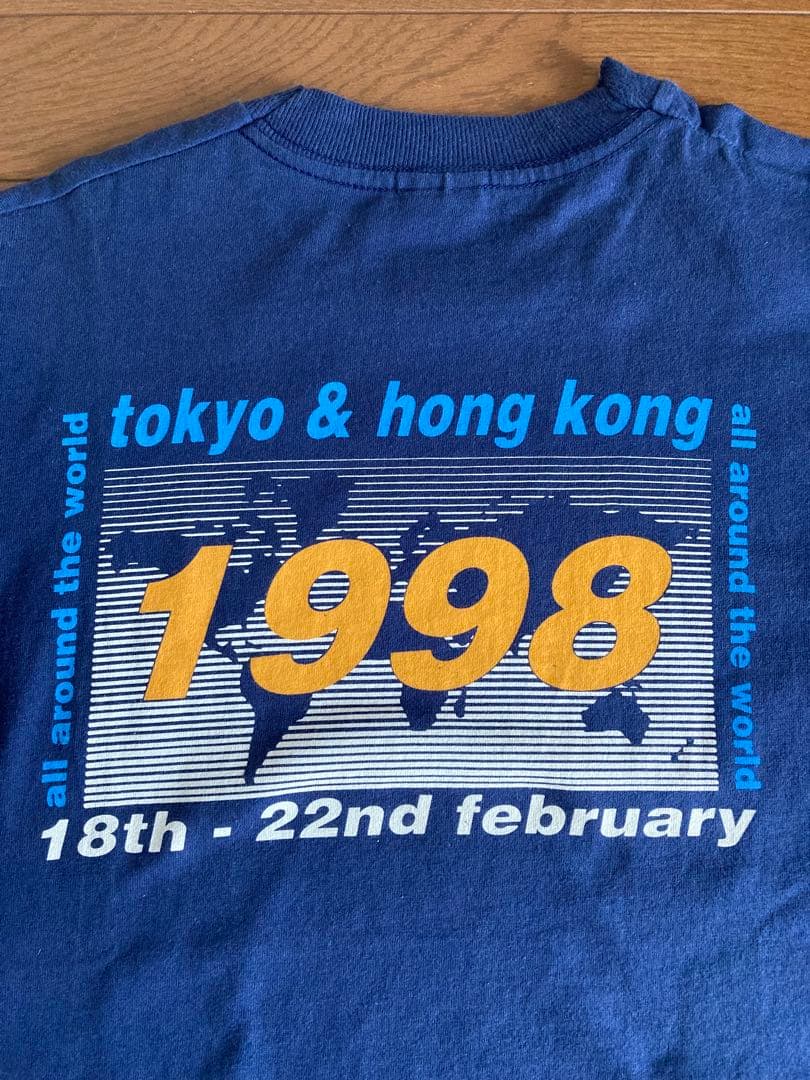 tokyo & hong kong
all around the world
1998
all around the world
18th - 22nd february